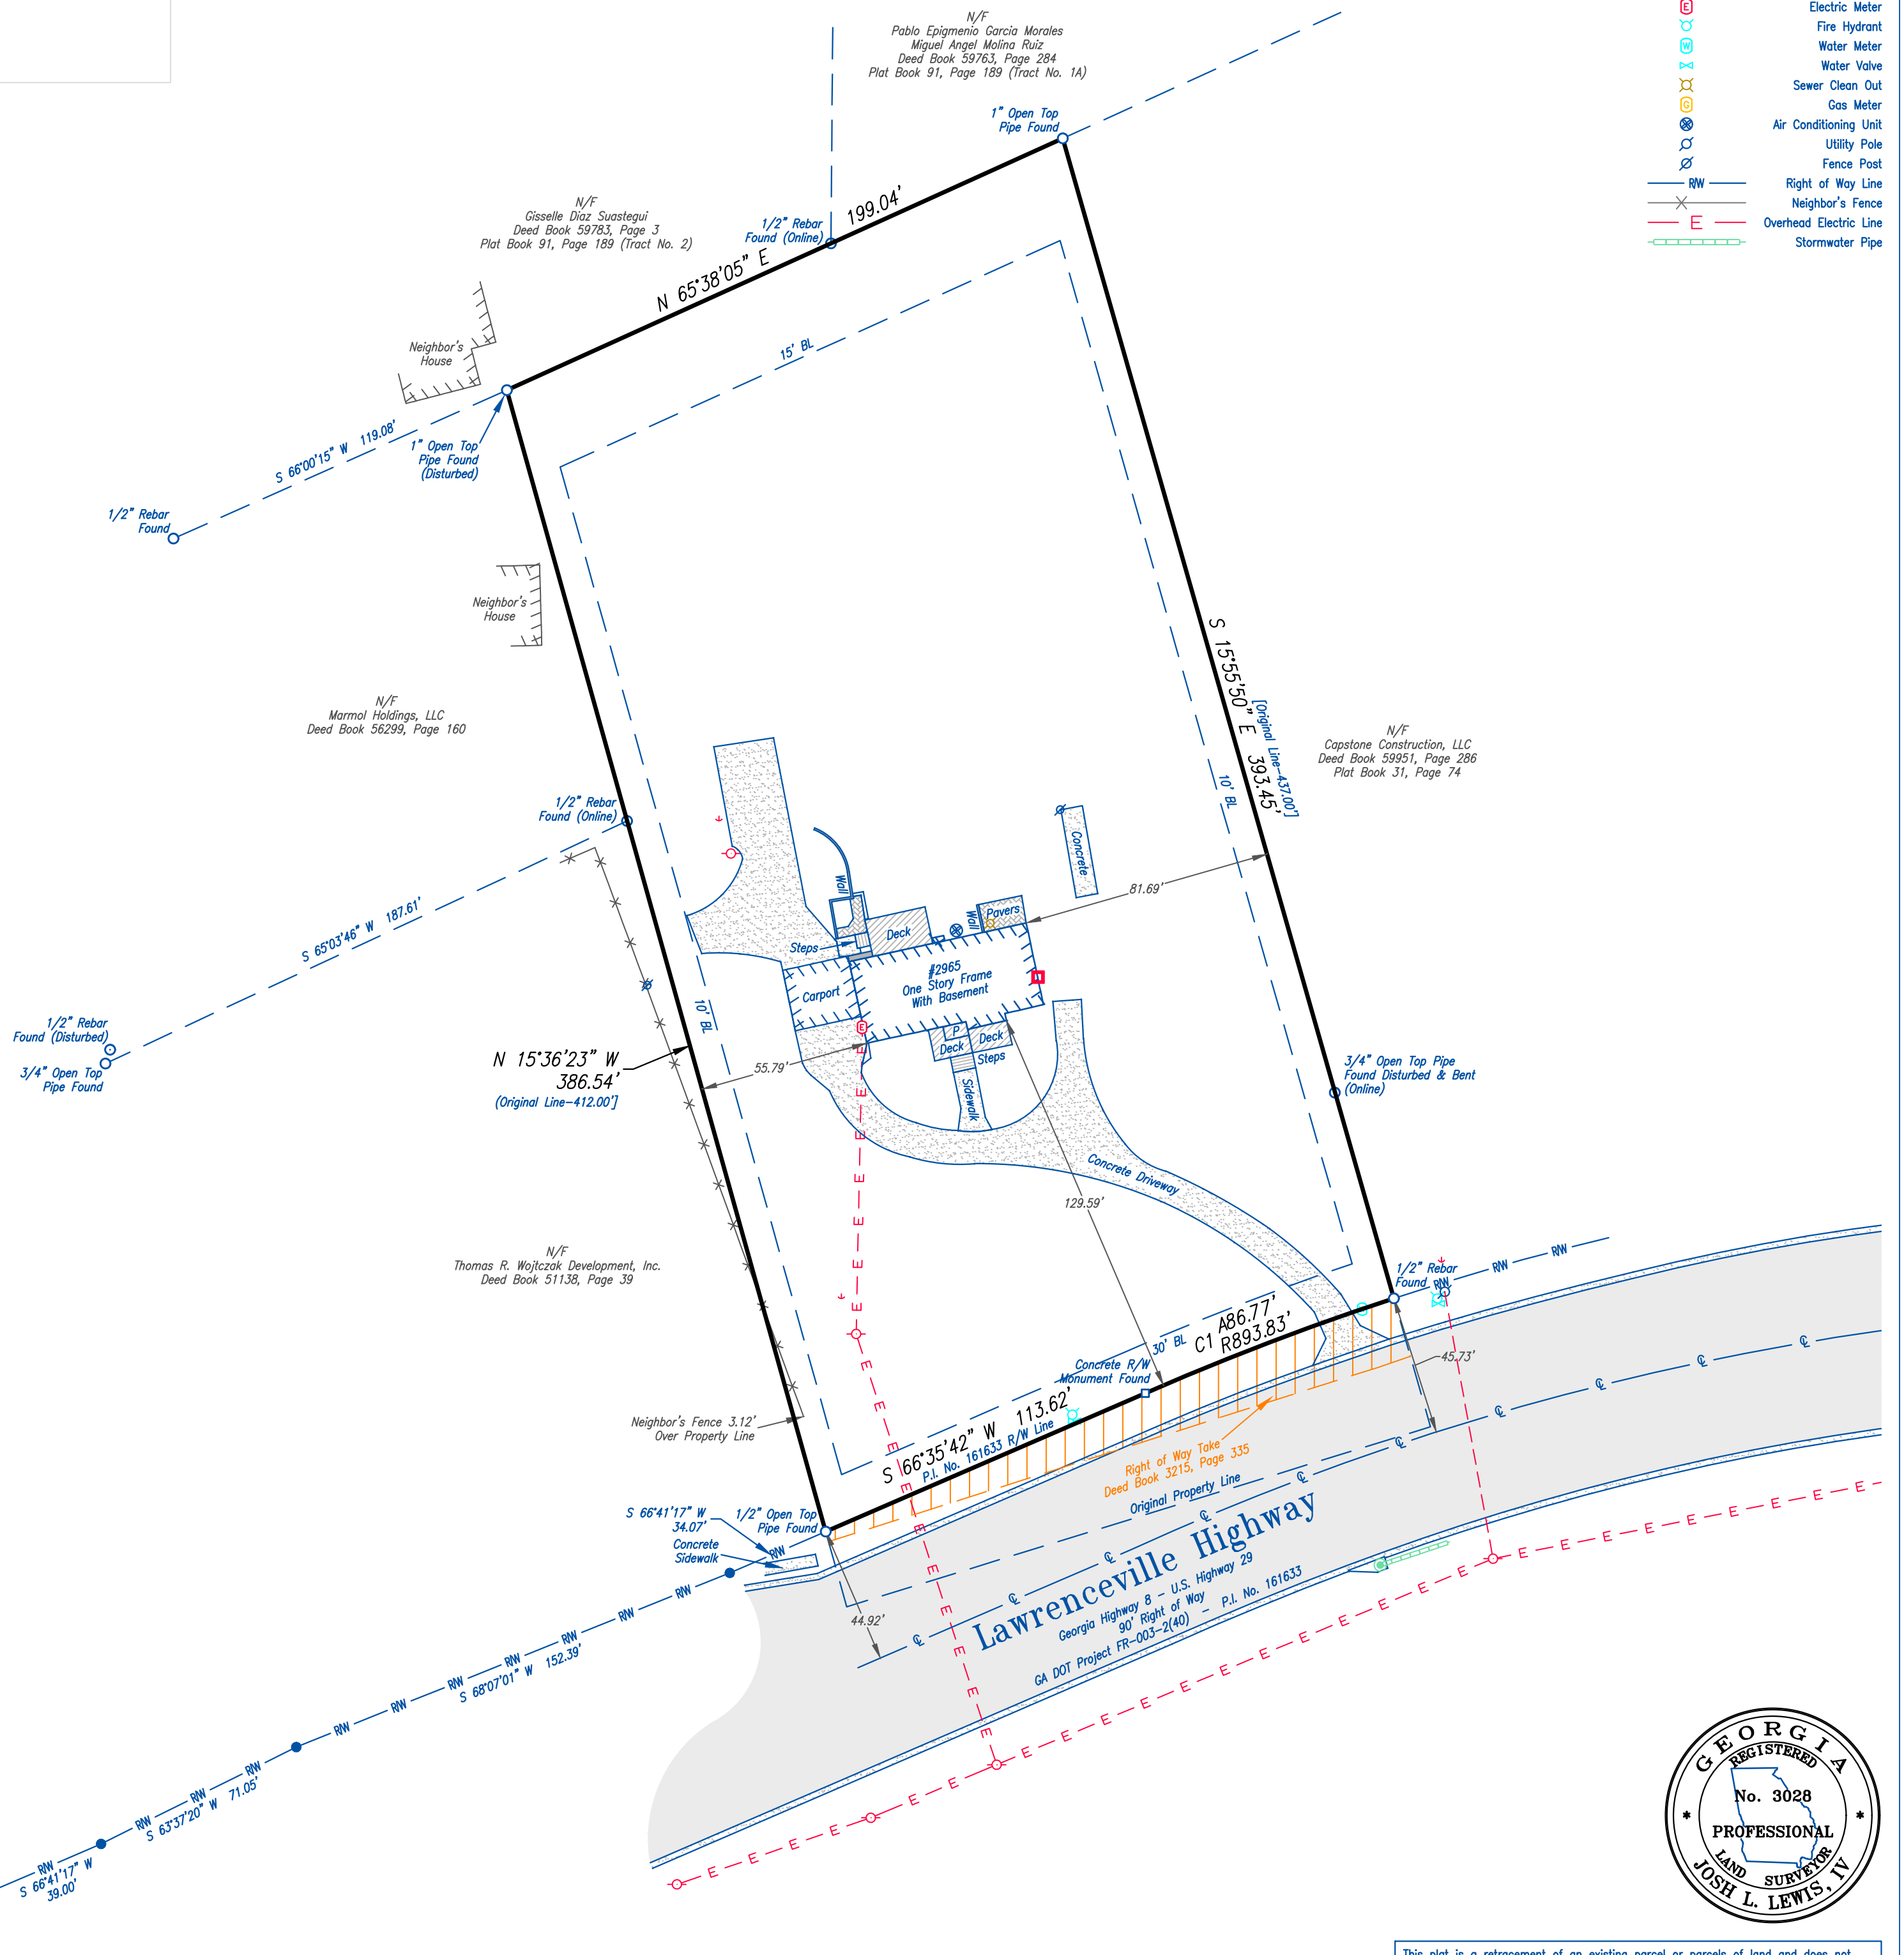 Electric Meter
Fire Hydrant
Water Meter
Water Valve
Sewer Clean Out
Gas Meter
Air Conditioning Unit
Utility Pole
Fence Post
R/W Right of Way Line
Neighbor's Fence
E Overhead Electric Line
Stormwater Pipe
N/F
Pablo Epigmenio Garcia Morales
Miguel Angel Molina Ruiz
Deed Book 59763, Page 284
Plat Book 91, Page 189 (Tract No. 1A)
1" Open Top
Pipe Found
N/F
Gisselle Diaz Suastegui
Deed Book 59783, Page 3
Plat Book 91, Page 189 (Tract No. 2)
1/2" Rebar
Found (Online)
199.04'
N 65°38'05" E
15' BL
Neighbor's
House
S 66°00'15" W 119.08'
1" Open Top
Pipe Found
(Disturbed)
1/2" Rebar
Found
Neighbor's
House
N/F
Marmol Holdings, LLC
Deed Book 56299, Page 160
S 15°55'50" E 393.45'
[Original Line-437.00']
10' BL
N/F
Capstone Construction, LLC
Deed Book 59951, Page 286
Plat Book 31, Page 74
1/2" Rebar
Found (Online)
S 65°03'46" W 187.61'
1/2" Rebar
Found (Disturbed)
3/4" Open Top
Pipe Found
Concrete
81.69'
Wall
Wall
Pavers
Deck
Steps
#2965
One Story Frame
With Basement
Carport
10' BL
P
Deck
Deck
Steps
Sidewalk
55.79'
N 15°36'23" W
386.54'
(Original Line-412.00']
3/4" Open Top Pipe
Found Disturbed & Bent
(Online)
Concrete Driveway
129.59'
N/F
Thomas R. Wojtczak Development, Inc.
Deed Book 51138, Page 39
1/2" Rebar
Found
R/W R/W R/W
A86.77'
C1 R893.83'
30' BL
Concrete R/W
Monument Found
45.73'
Neighbor's Fence 3.12'
Over Property Line
S 66°35'42" W 113.62'
P.I. No. 161633 R/W Line
Right of Way Take
Deed Book 3215, Page 335
Original Property Line
S 66°41'17" W
34.07'
1/2" Open Top
Pipe Found
Concrete
Sidewalk
44.92'
Lawrenceville Highway
Georgia Highway 8 - U.S. Highway 29
90' Right of Way
GA DOT Project FR-003-2(40) - P.I. No. 161633
S 68°07'01" W 152.39'
S 63°37'20" W 71.05'
S 66°41'17" W
39.00'
GEORGIA
REGISTERED
No. 3028
PROFESSIONAL
LAND SURVEYOR
JOSH L. LEWIS, IV
This plat is a retracement of an existing parcel or parcels of land and does not